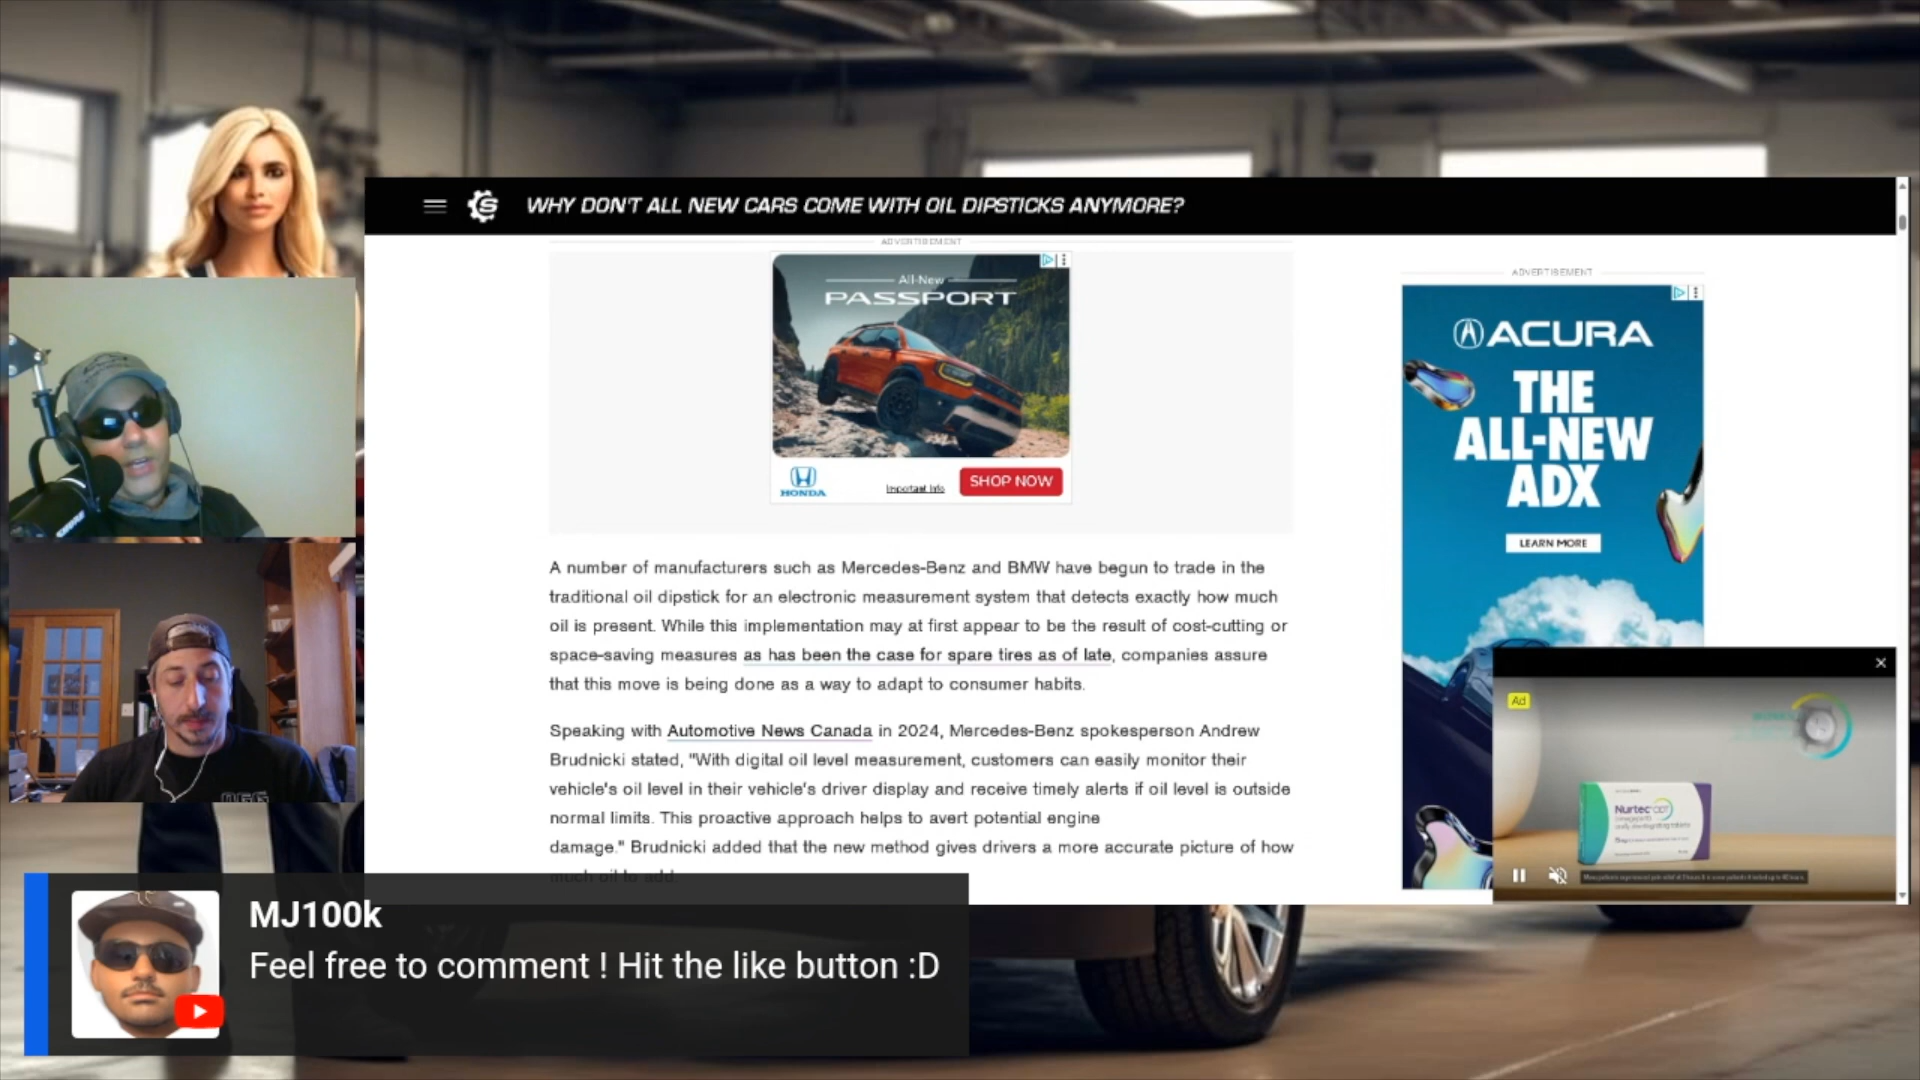 WHY DON'T ALL NEW CARS COME WITH OIL DIPSTICKS ANYMORE?
ADVERTISEMENT
All-New
PASSPORT
HONDA
Important Info
SHOP NOW
ADVERTISEMENT
ACURA
THE
ALL-NEW
ADX
LEARN MORE
A number of manufacturers such as Mercedes-Benz and BMW have begun to trade in the
traditional oil dipstick for an electronic measurement system that detects exactly how much
oil is present. While this implementation may at first appear to be the result of cost-cutting or
space-saving measures as has been the case for spare tires as of late, companies assure
that this move is being done as a way to adapt to consumer habits.
Speaking with Automotive News Canada in 2024, Mercedes-Benz spokesperson Andrew
Brudnicki stated, "With digital oil level measurement, customers can easily monitor their
vehicle's oil level in their vehicle's driver display and receive timely alerts if oil level is outside
normal limits. This proactive approach helps to avert potential engine
damage." Brudnicki added that the new method gives drivers a more accurate picture of how
much oil to add.
Ad
Nurtec ODT
MJ100k
Feel free to comment ! Hit the like button :D